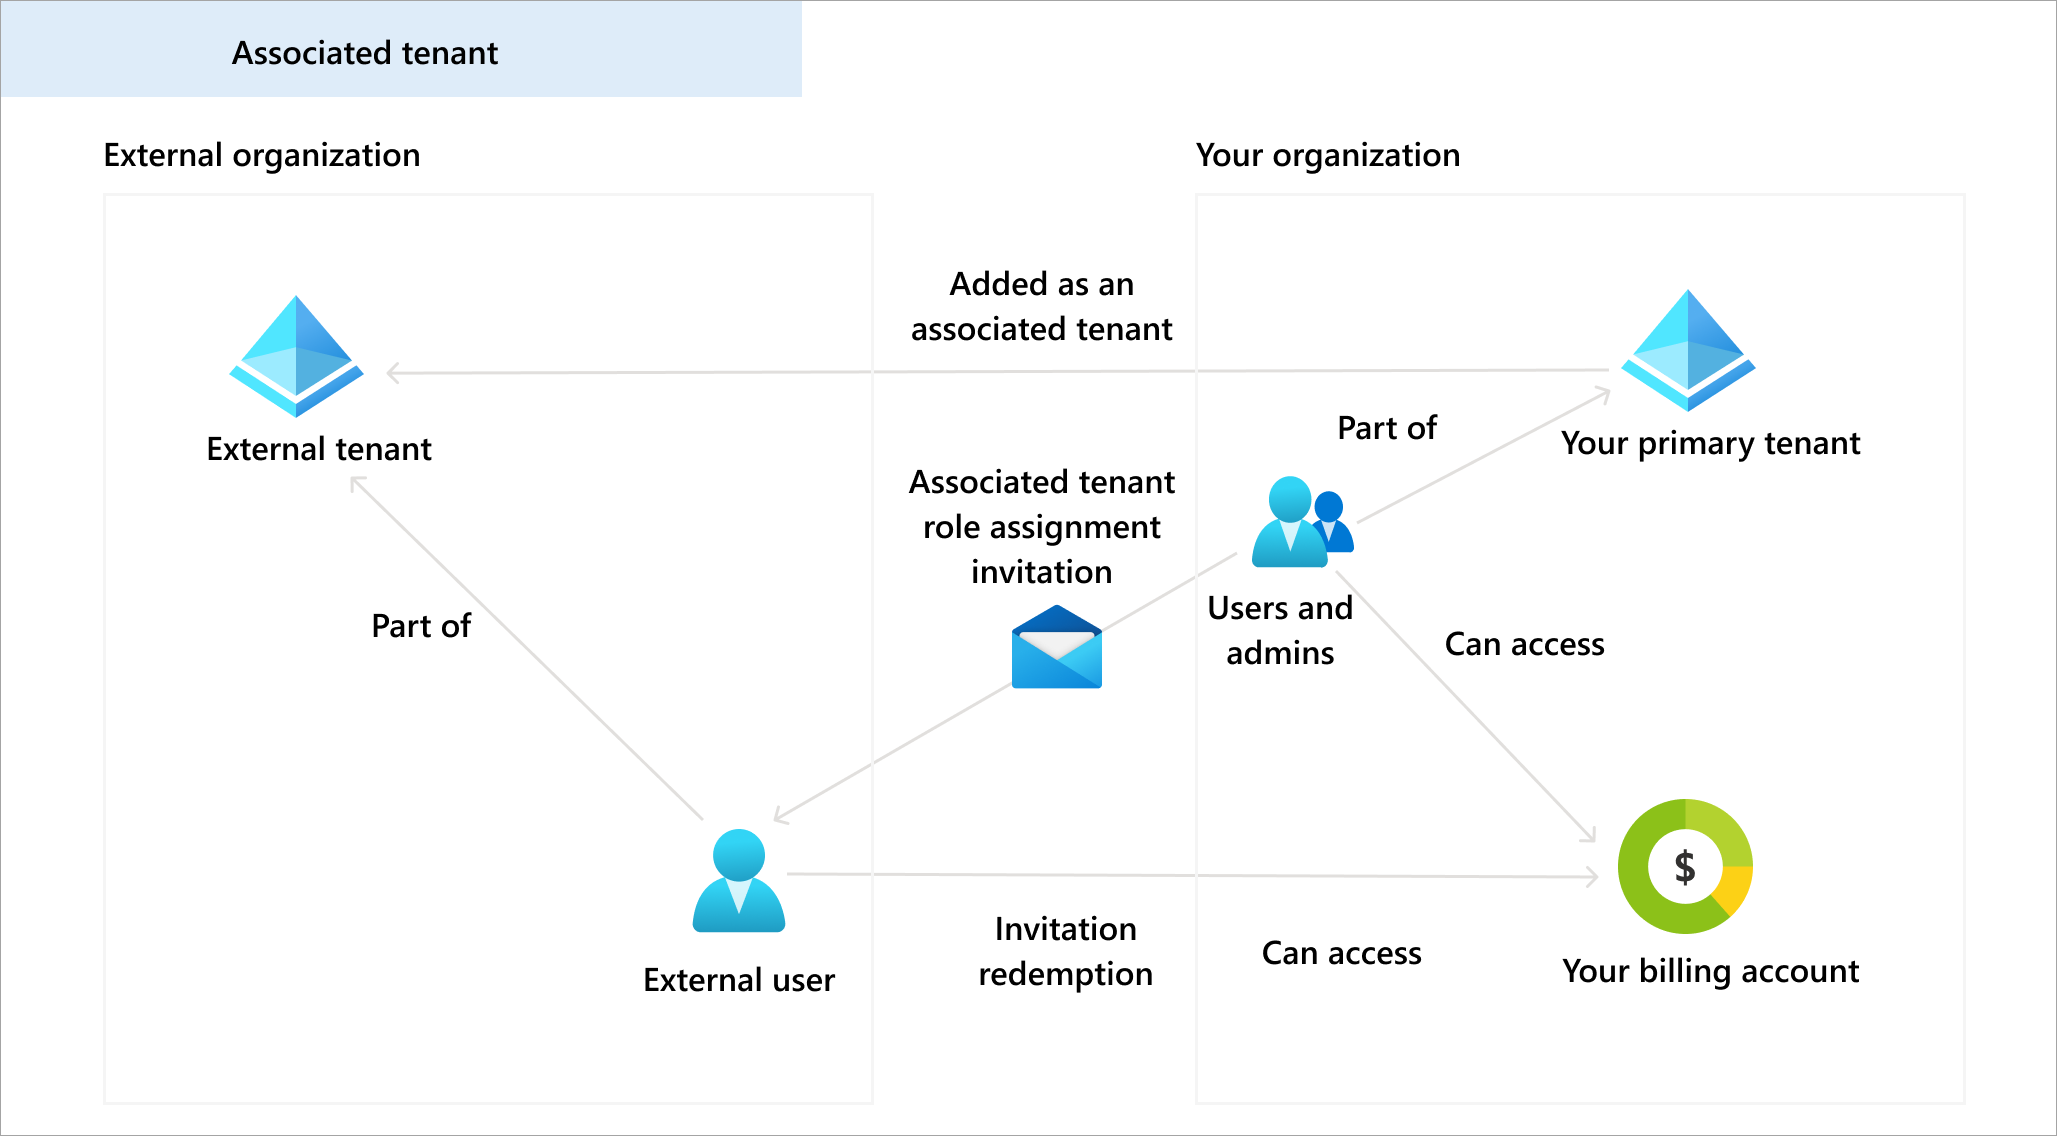 Associated tenant
External organization
Your organization
Added as an
associated tenant
External tenant
Your primary tenant
Part of
Associated tenant
role assignment
invitation
Users and
admins
Part of
Can access
$
External user
Invitation
redemption
Can access
Your billing account